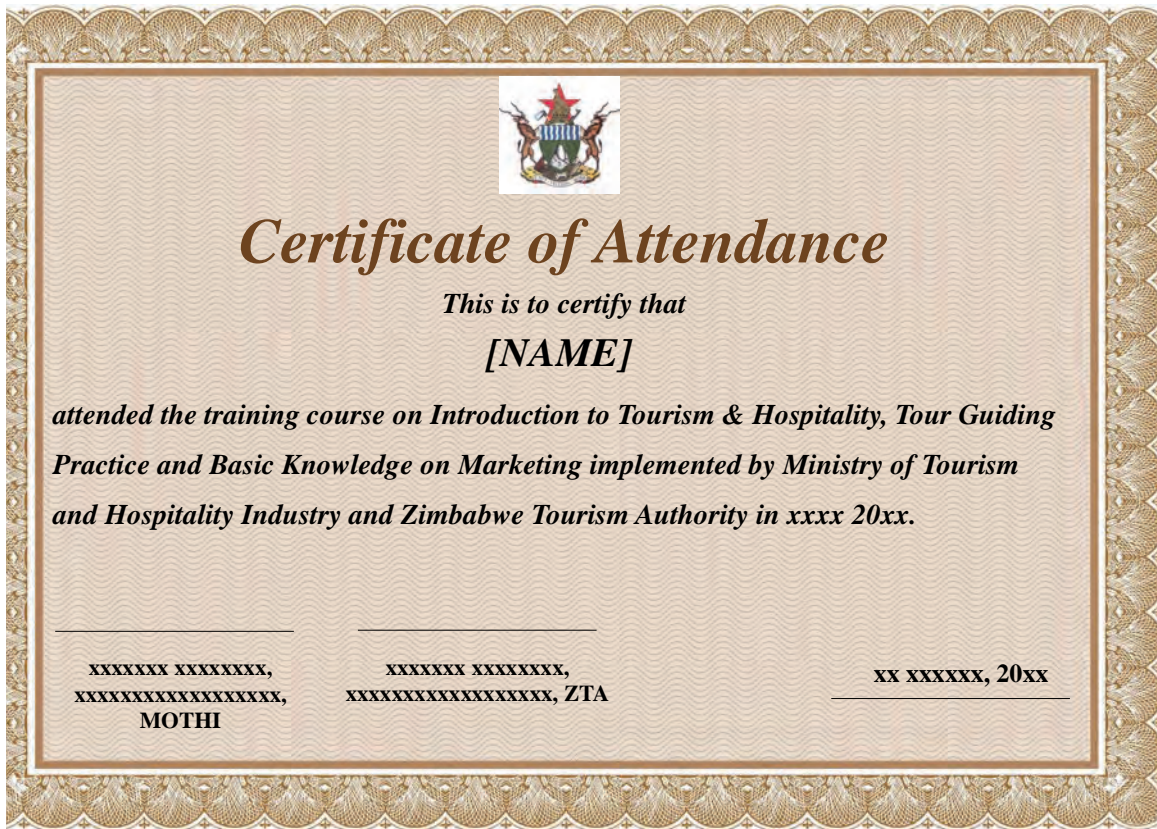 Certificate of Attendance
This is to certify that
[NAME]
attended the training course on Introduction to Tourism & Hospitality, Tour Guiding
Practice and Basic Knowledge on Marketing implemented by Ministry of Tourism
and Hospitality Industry and Zimbabwe Tourism Authority in xxxx 20xx.
xxxxxxx xxxxxxxx,
xxxxxxxxxxxxxxxxxx,
MOTHI
xxxxxxx xxxxxxxx,
xxxxxxxxxxxxxxxxxx, ZTA
xx xxxxxx, 20xx